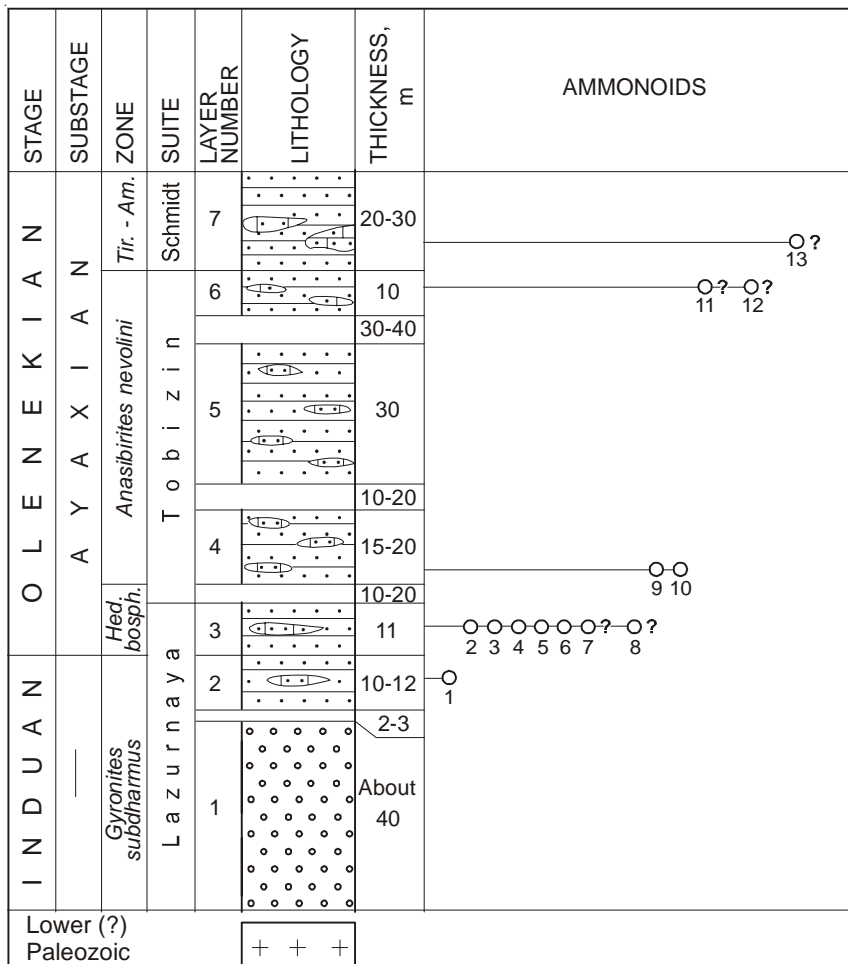 STAGE
SUBSTAGE
ZONE
SUITE
LAYER
NUMBER
LITHOLOGY
THICKNESS,
m
AMMONOIDS
OLENEKIAN
INDUAN
AYAXIAN
—
Tir. - Am.
Anasibirites nevolini
Hed.
bosph.
Gyronites
subdharmus
Schmidt
Tobizin
Lazurnaya
7
20-30
13 ?
6
10
11 ? 12 ?
30-40
5
30
10-20
4
15-20
9 10
10-20
3
11
2 3 4 5 6 7 ? 8 ?
2
10-12
1
2-3
1
About
40
Lower (?)
Paleozoic